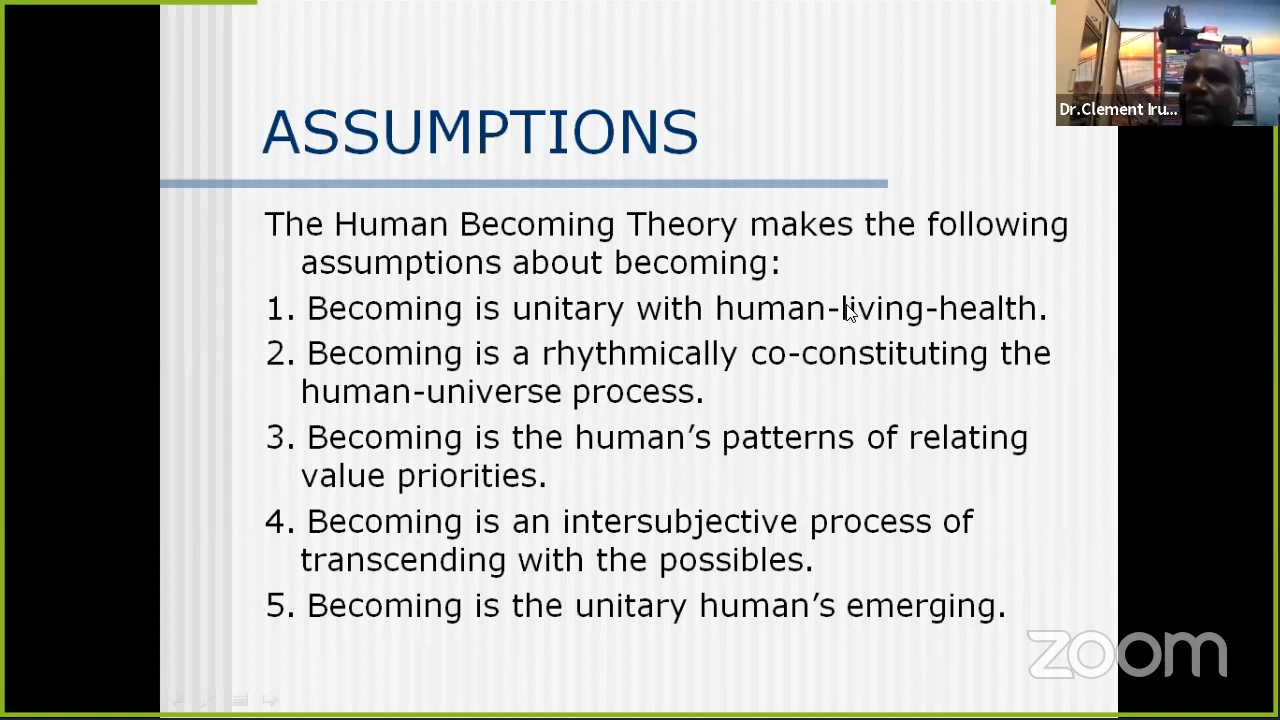 Dr.Clement Iru...
ASSUMPTIONS
The Human Becoming Theory makes the following
assumptions about becoming:
1. Becoming is unitary with human-living-health.
2. Becoming is a rhythmically co-constituting the
human-universe process.
3. Becoming is the human’s patterns of relating
value priorities.
4. Becoming is an intersubjective process of
transcending with the possibles.
5. Becoming is the unitary human’s emerging.
zoom